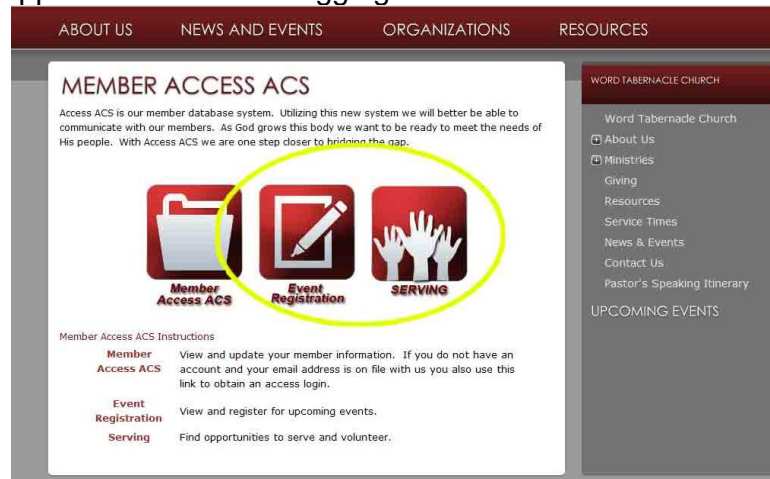 ABOUT US NEWS AND EVENTS ORGANIZATIONS RESOURCES
MEMBER ACCESS ACS
Access ACS is our member database system. Utilizing this new system we will better be able to
communicate with our members. As God grows this body we want to be ready to meet the needs of
His people. With Access ACS we are one step closer to bridging the gap.
Member
Access ACS
Event
Registration
SERVING
Member Access ACS Instructions
Member
Access ACS
View and update your member information. If you do not have an
account and your email address is on file with us you also use this
link to obtain an access login.
Event
Registration
View and register for upcoming events.
Serving
Find opportunities to serve and volunteer.
WORD TABERNACLE CHURCH
Word Tabernacle Church
About Us
Ministries
Giving
Resources
Service Times
News & Events
Contact Us
Pastor's Speaking Itinerary
UPCOMING EVENTS